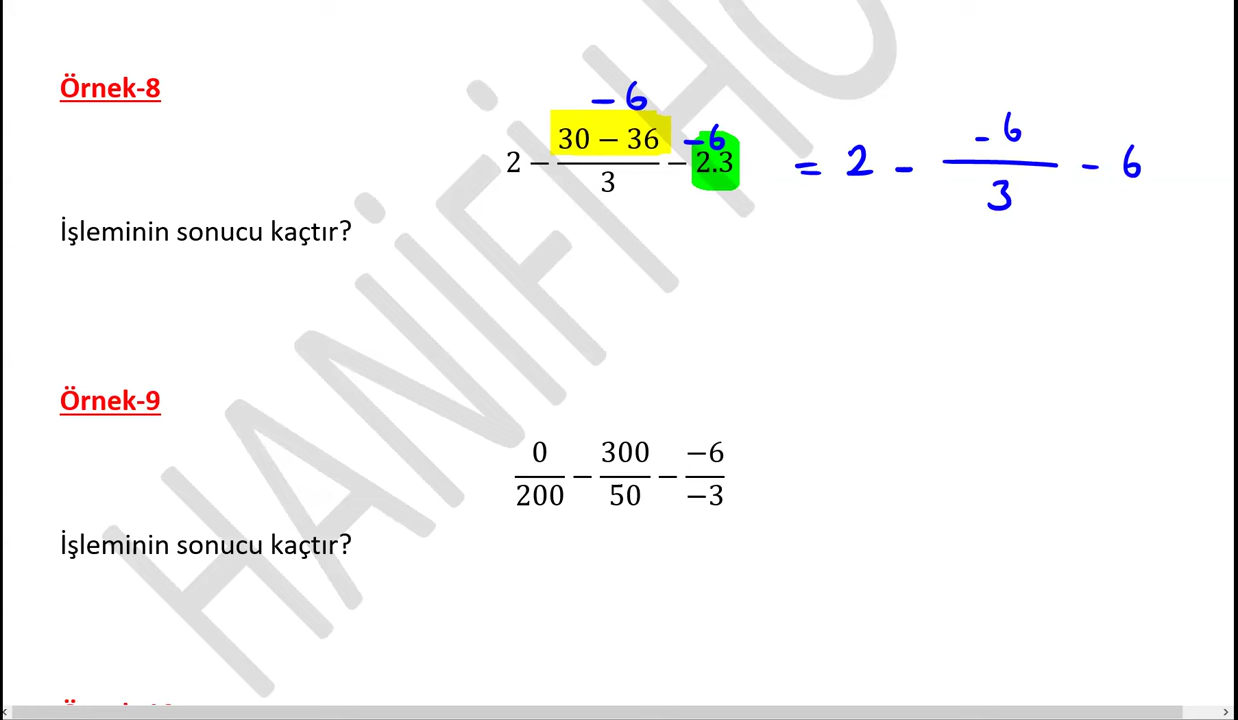 Örnek-8
2 − (30 − 36)/3 − 2.3
− 6
− 6
= 2 - (- 6)/3 - 6
İşleminin sonucu kaçtır?
Örnek-9
0/200 − 300/50 − −6/−3
İşleminin sonucu kaçtır?
HANİFİ HO